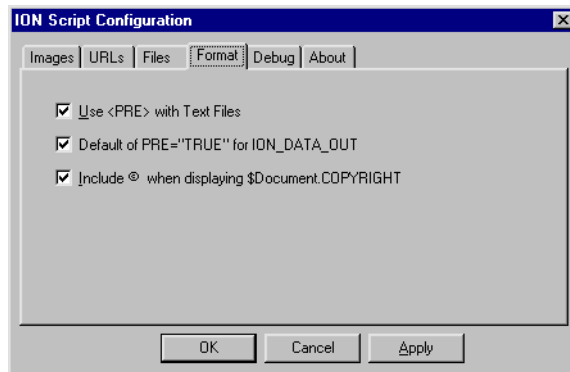 ION Script Configuration
Images URLs Files Format Debug About
Use <PRE> with Text Files
Default of PRE="TRUE" for ION_DATA_OUT
Include © when displaying $Document.COPYRIGHT
OK Cancel Apply